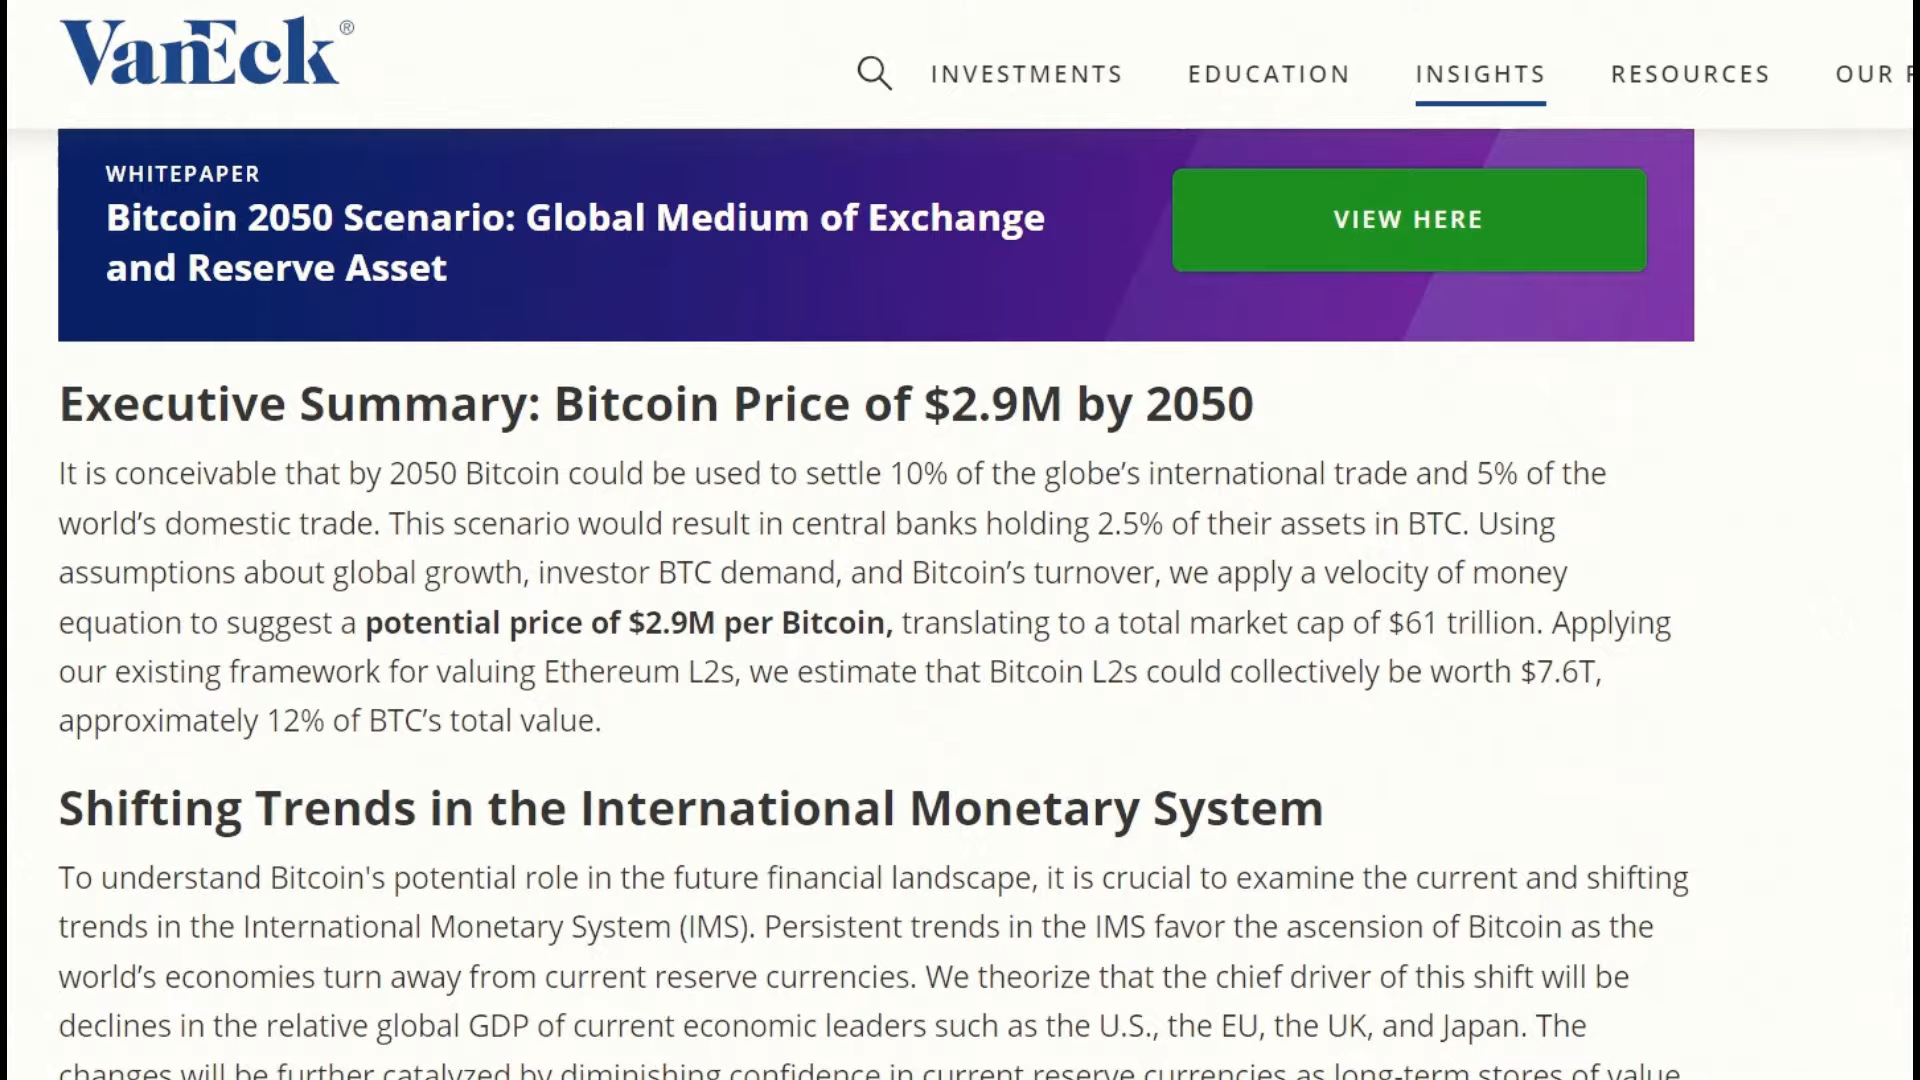 VanEck®
INVESTMENTS EDUCATION INSIGHTS RESOURCES OUR
WHITEPAPER
Bitcoin 2050 Scenario: Global Medium of Exchange
and Reserve Asset
VIEW HERE
Executive Summary: Bitcoin Price of $2.9M by 2050
It is conceivable that by 2050 Bitcoin could be used to settle 10% of the globe’s international trade and 5% of the
world’s domestic trade. This scenario would result in central banks holding 2.5% of their assets in BTC. Using
assumptions about global growth, investor BTC demand, and Bitcoin’s turnover, we apply a velocity of money
equation to suggest a potential price of $2.9M per Bitcoin, translating to a total market cap of $61 trillion. Applying
our existing framework for valuing Ethereum L2s, we estimate that Bitcoin L2s could collectively be worth $7.6T,
approximately 12% of BTC’s total value.
Shifting Trends in the International Monetary System
To understand Bitcoin's potential role in the future financial landscape, it is crucial to examine the current and shifting
trends in the International Monetary System (IMS). Persistent trends in the IMS favor the ascension of Bitcoin as the
world’s economies turn away from current reserve currencies. We theorize that the chief driver of this shift will be
declines in the relative global GDP of current economic leaders such as the U.S., the EU, the UK, and Japan. The
changes will be further catalyzed by diminishing confidence in current reserve currencies as long-term stores of value